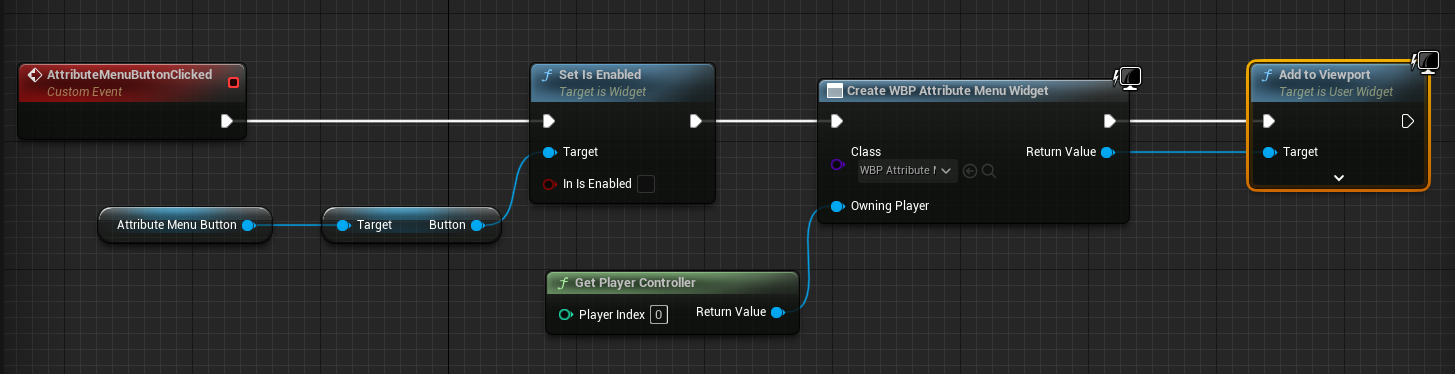 AttributeMenuButtonClicked
Custom Event
Set Is Enabled
Target is Widget
Target
In Is Enabled
Attribute Menu Button
Target
Button
Get Player Controller
Player Index
0
Return Value
Create WBP Attribute Menu Widget
Class
WBP Attribute
Return Value
Owning Player
Add to Viewport
Target is User Widget
Target